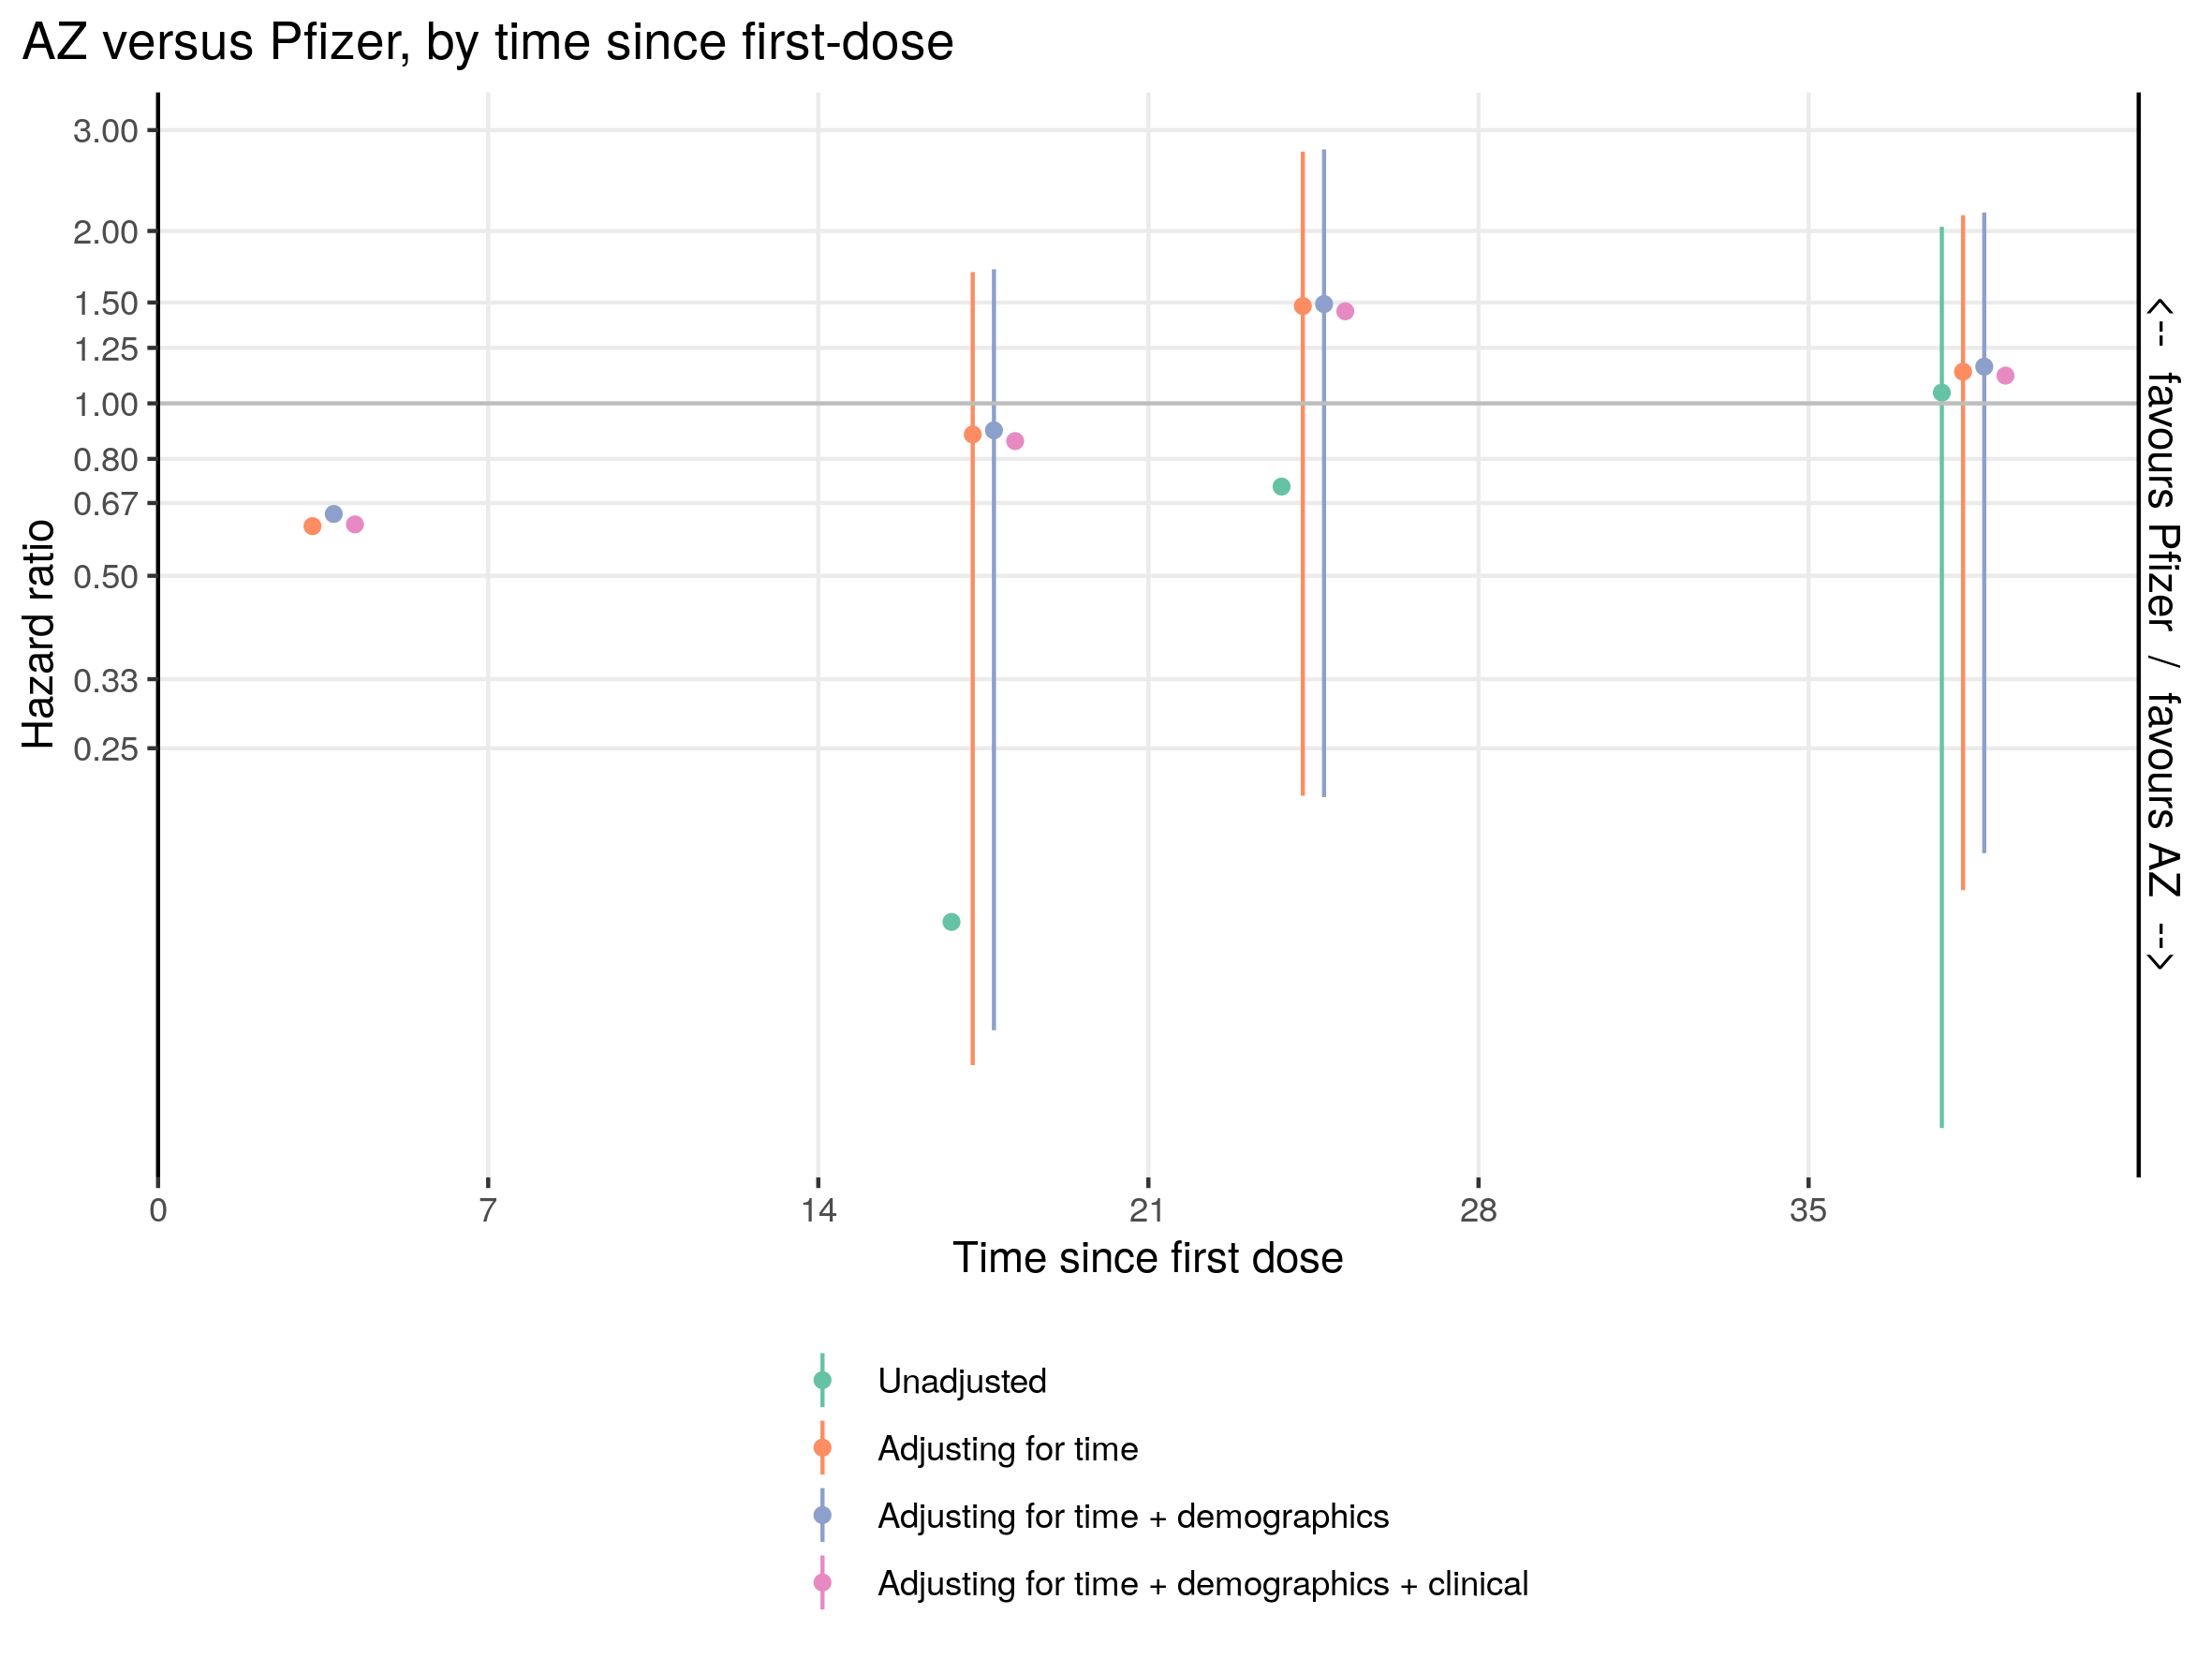 AZ versus Pfizer, by time since first-dose
Hazard ratio
3.00
2.00
1.50
1.25
1.00
0.80
0.67
0.50
0.33
0.25
<-- favours Pfizer / favours AZ -->
0 7 14 21 28 35
Time since first dose
Unadjusted
Adjusting for time
Adjusting for time + demographics
Adjusting for time + demographics + clinical